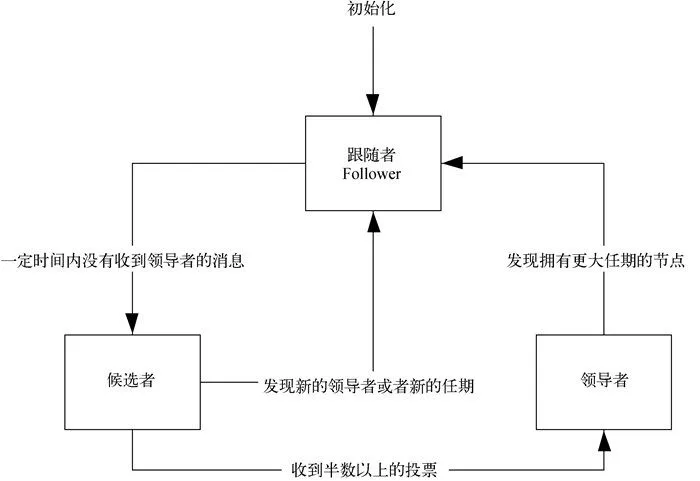 初始化
跟随者
Follower
一定时间内没有收到领导者的消息
发现拥有更大任期的节点
候选者
发现新的领导者或者新的任期
领导者
收到半数以上的投票